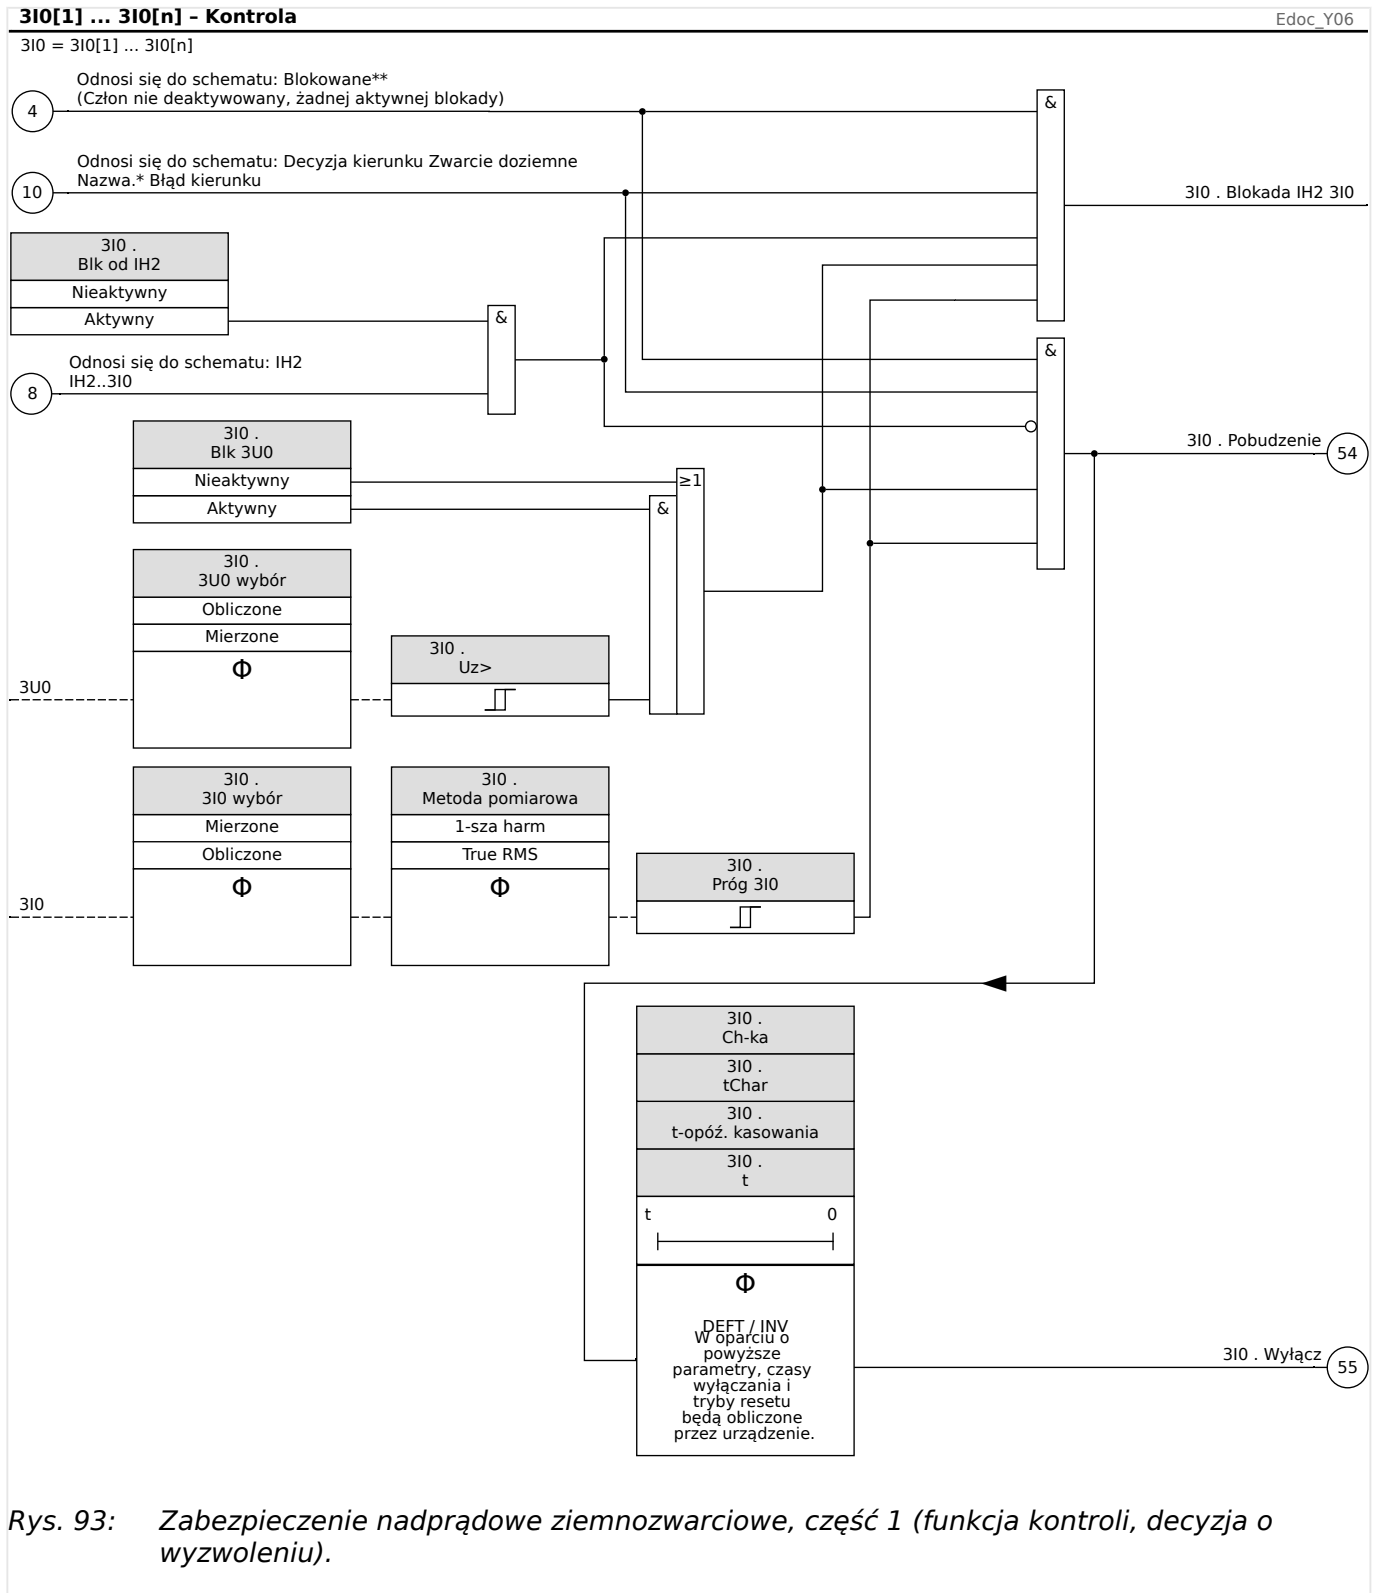 3I0[1] ... 3I0[n] – Kontrola
Edoc_Y06
3I0 = 3I0[1] ... 3I0[n]
Odnosi się do schematu: Blokowane**
(Człon nie deaktywowany, żadnej aktywnej blokady)
4
&
Odnosi się do schematu: Decyzja kierunku Zwarcie doziemne
Nazwa.* Błąd kierunku
10
3I0 . Blokada IH2 3I0
3I0 .
Blk od IH2
Nieaktywny
Aktywny
&
&
Odnosi się do schematu: IH2
IH2..3I0
8
3I0 .
Blk 3U0
Nieaktywny
Aktywny
≥1
&
3I0 . Pobudzenie
54
3I0 .
3U0 wybór
Obliczone
Mierzone
Φ
3U0
3I0 .
Uz>
3I0 .
3I0 wybór
Mierzone
Obliczone
Φ
3I0
3I0 .
Metoda pomiarowa
1-sza harm
True RMS
Φ
3I0 .
Próg 3I0
3I0 .
Ch-ka
3I0 .
tChar
3I0 .
t-opóź. kasowania
3I0 .
t
t 0
Φ
DEFT / INV
W oparciu o
powyższe
parametry, czasy
wyłączania i
tryby resetu
będą obliczone
przez urządzenie.
3I0 . Wyłącz
55
Rys. 93: Zabezpieczenie nadprądowe ziemnozwarciowe, część 1 (funkcja kontroli, decyzja o
wyzwoleniu).